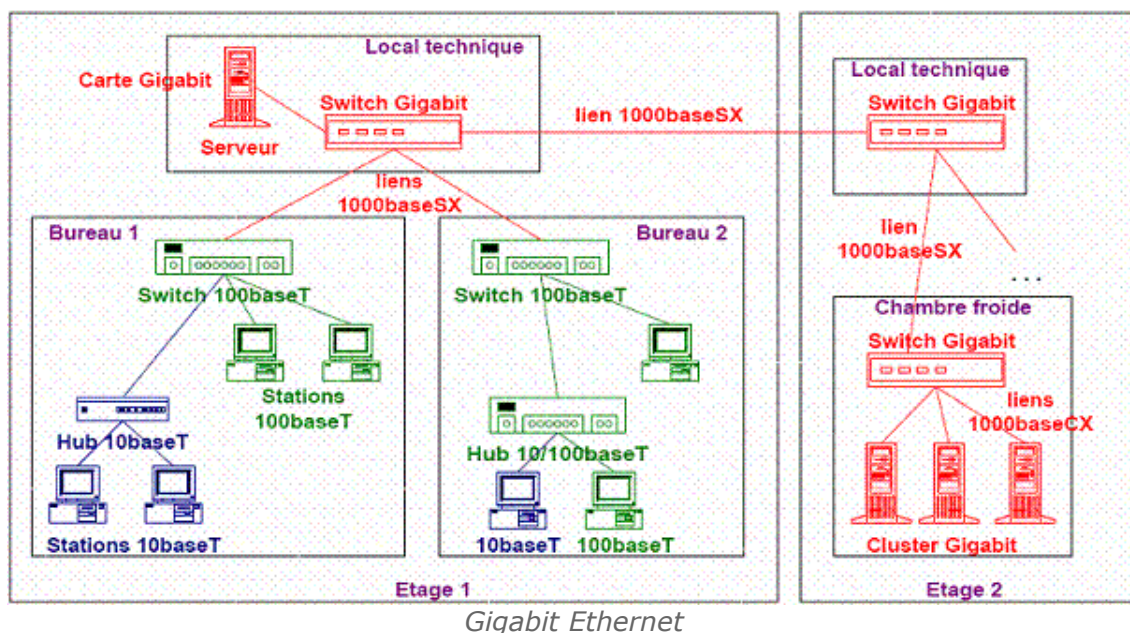 Local technique
Carte Gigabit
Switch Gigabit
Serveur
lien 1000baseSX
liens
1000baseSX
Bureau 1
Switch 100baseT
Stations
100baseT
Hub 10baseT
Stations 10baseT
Bureau 2
Switch 100baseT
Hub 10/100baseT
10baseT
100baseT
Etage 1
Local technique
Switch Gigabit
lien
1000baseSX
...
Chambre froide
Switch Gigabit
liens
1000baseCX
Cluster Gigabit
Etage 2
Gigabit Ethernet